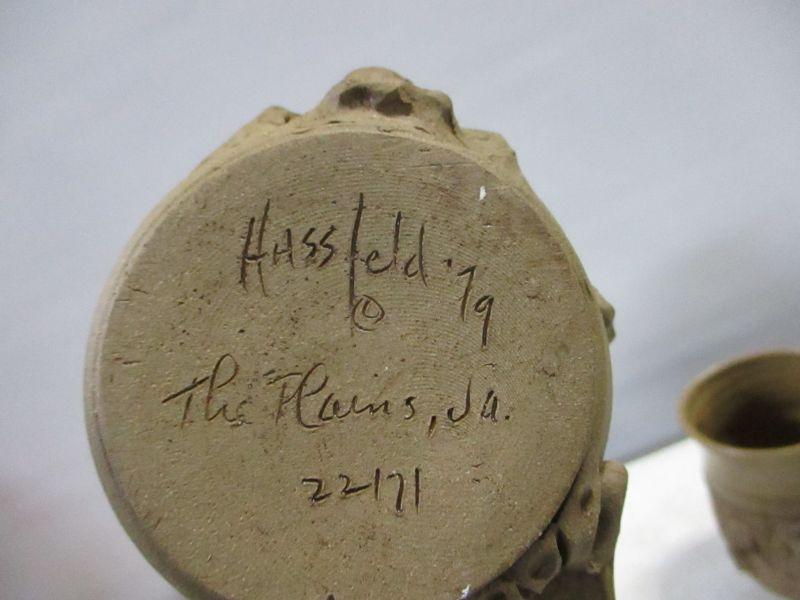 Hassfeld . 79
©
The Plains, Va.
22171